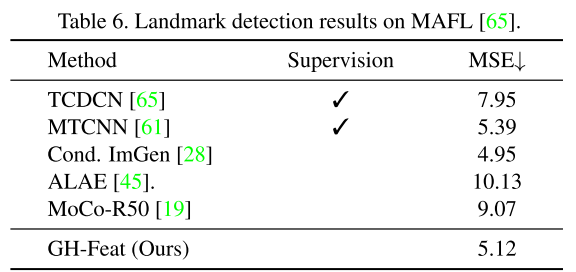 Table 6. Landmark detection results on MAFL [65].
Method Supervision MSE↓
TCDCN [65] ✓ 7.95
MTCNN [61] ✓ 5.39
Cond. ImGen [28] 4.95
ALAE [45]. 10.13
MoCo-R50 [19] 9.07
GH-Feat (Ours) 5.12